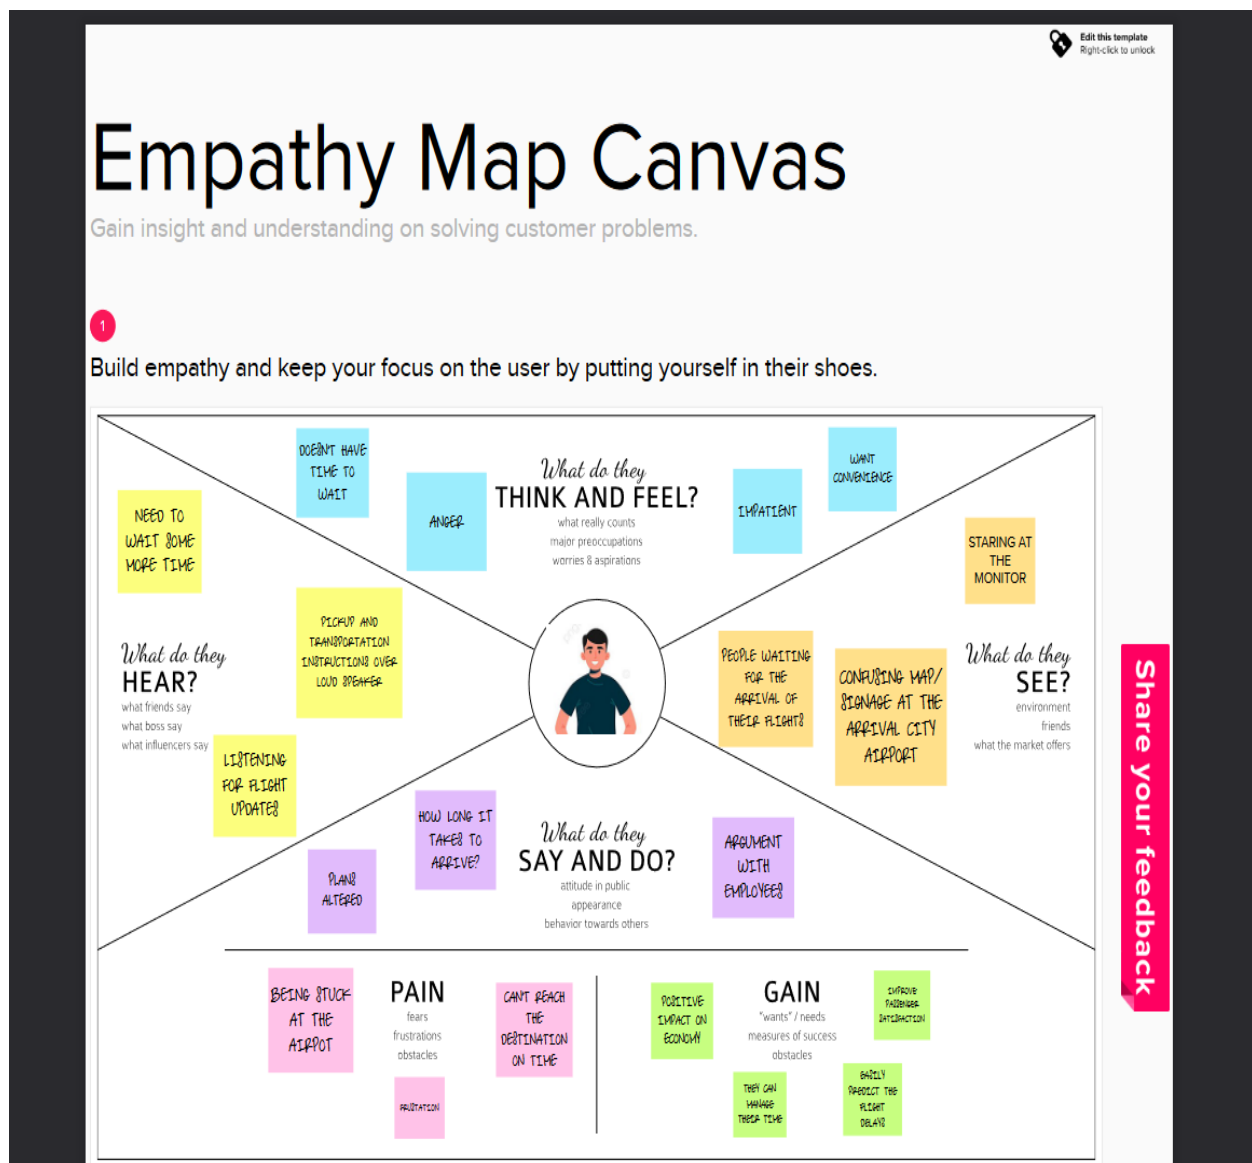 Edit this template
Right-click to unlock
Empathy Map Canvas
Gain insight and understanding on solving customer problems.
1
Build empathy and keep your focus on the user by putting yourself in their shoes.
DOESN'T HAVE
TIME TO
WAIT
ANGER
What do they
THINK AND FEEL?
what really counts
major preoccupations
worries & aspirations
IMPATIENT
WANT
CONVENIENCE
NEED TO
WAIT SOME
MORE TIME
PICKUP AND
TRANSPORTATION
INSTRUCTIONS OVER
LOUD SPEAKER
What do they
HEAR?
what friends say
what boss say
what influencers say
LISTENING
FOR FLIGHT
UPDATES
STARING AT
THE
MONITOR
PEOPLE WAITING
FOR THE
ARRIVAL OF
THEIR FLIGHTS
CONFUSING MAP/
SIGNAGE AT THE
ARRIVAL CITY
AIRPORT
What do they
SEE?
environment
friends
what the market offers
Share your feedback
PLANS
ALTERED
HOW LONG IT
TAKES TO
ARRIVE?
What do they
SAY AND DO?
attitude in public
appearance
behavior towards others
ARGUMENT
WITH
EMPLOYEES
BEING STUCK
AT THE
AIRPOT
PAIN
fears
frustrations
obstacles
CAN'T REACH
THE
DESTINATION
ON TIME
FRUSTATION
POSITIVE
IMPACT ON
ECONOMY
GAIN
"wants" / needs
measures of success
obstacles
IMPROVE
PASSENGER
SATISFACTION
THEY CAN
MANAGE
THEIR TIME
EASILY
PREDICT THE
FLIGHT
DELAYS